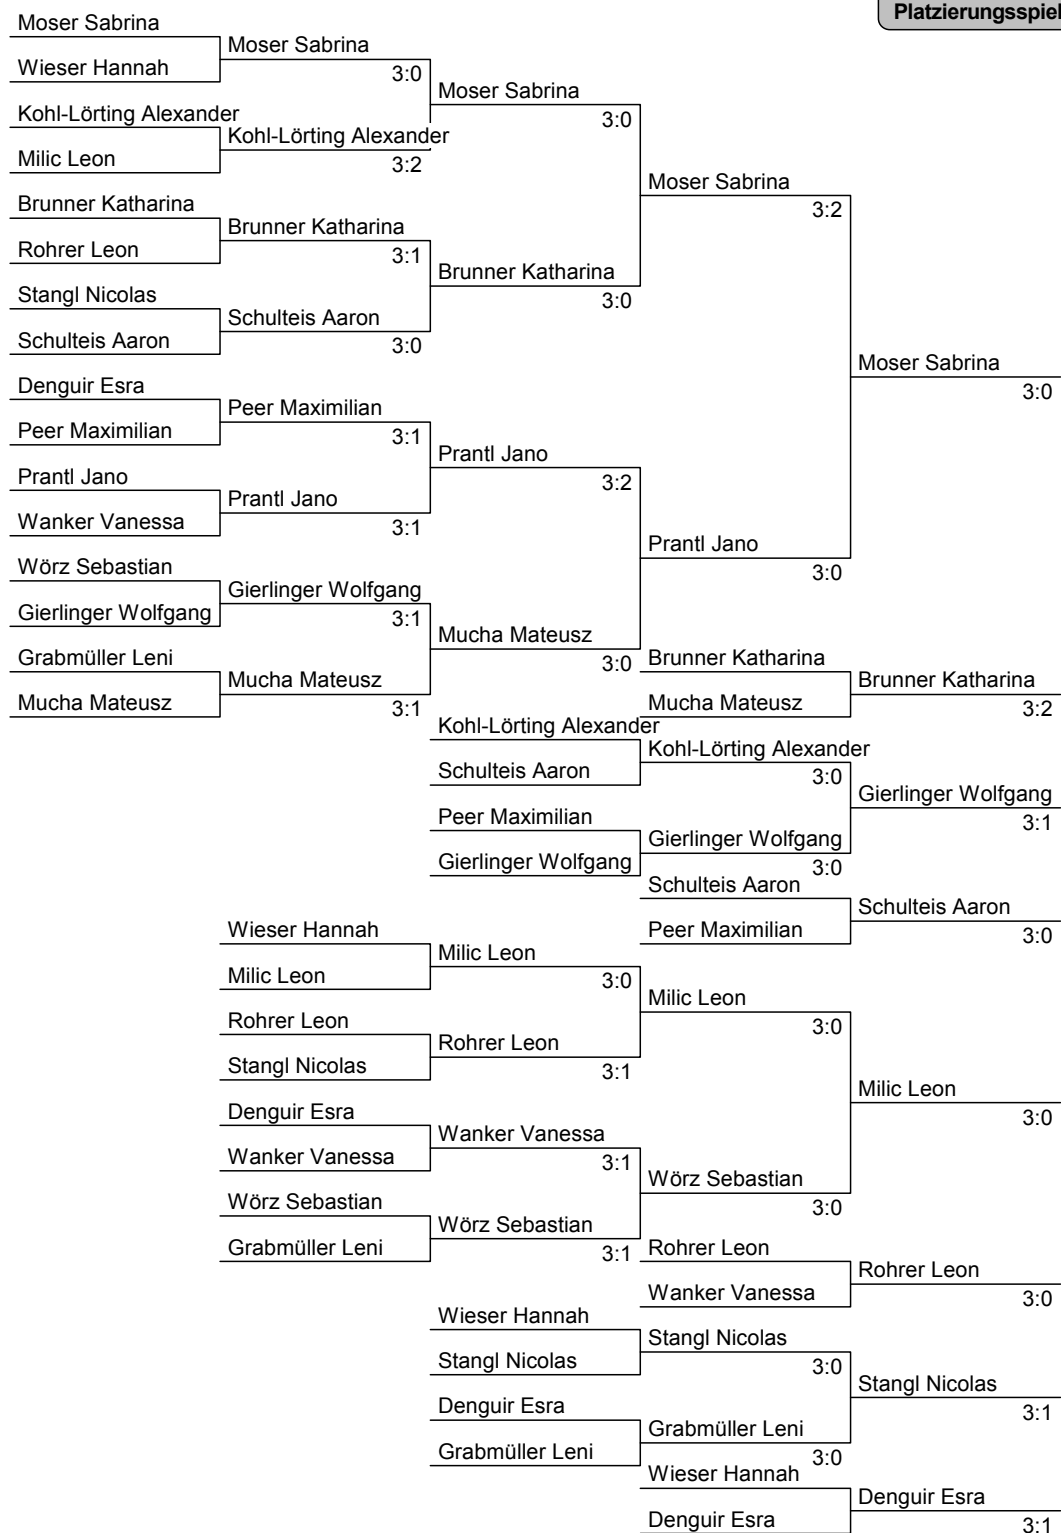 Platzierungsspiel
Moser Sabrina
Moser Sabrina
Wieser Hannah
3:0
Moser Sabrina
Kohl-Lörting Alexander
3:0
Kohl-Lörting Alexander
Milic Leon
3:2
Moser Sabrina
Brunner Katharina
3:2
Brunner Katharina
Rohrer Leon
3:1
Brunner Katharina
Stangl Nicolas
3:0
Schulteis Aaron
Schulteis Aaron
3:0
Moser Sabrina
Denguir Esra
3:0
Peer Maximilian
Peer Maximilian
3:1
Prantl Jano
Prantl Jano
3:2
Prantl Jano
Wanker Vanessa
3:1
Prantl Jano
Wörz Sebastian
3:0
Gierlinger Wolfgang
Gierlinger Wolfgang
3:1
Mucha Mateusz
Grabmüller Leni
3:0
Brunner Katharina
Mucha Mateusz
Brunner Katharina
Mucha Mateusz
3:1
Mucha Mateusz
3:2
Kohl-Lörting Alexander
Kohl-Lörting Alexander
Schulteis Aaron
3:0
Gierlinger Wolfgang
Peer Maximilian
3:1
Gierlinger Wolfgang
Gierlinger Wolfgang
3:0
Schulteis Aaron
Schulteis Aaron
Wieser Hannah
Peer Maximilian
3:0
Milic Leon
Milic Leon
3:0
Milic Leon
Rohrer Leon
3:0
Rohrer Leon
Stangl Nicolas
3:1
Milic Leon
Denguir Esra
3:0
Wanker Vanessa
Wanker Vanessa
3:1
Wörz Sebastian
Wörz Sebastian
3:0
Wörz Sebastian
Grabmüller Leni
3:1
Rohrer Leon
Rohrer Leon
Wanker Vanessa
3:0
Wieser Hannah
Stangl Nicolas
Stangl Nicolas
3:0
Stangl Nicolas
Denguir Esra
3:1
Grabmüller Leni
Grabmüller Leni
3:0
Wieser Hannah
Denguir Esra
Denguir Esra
3:1